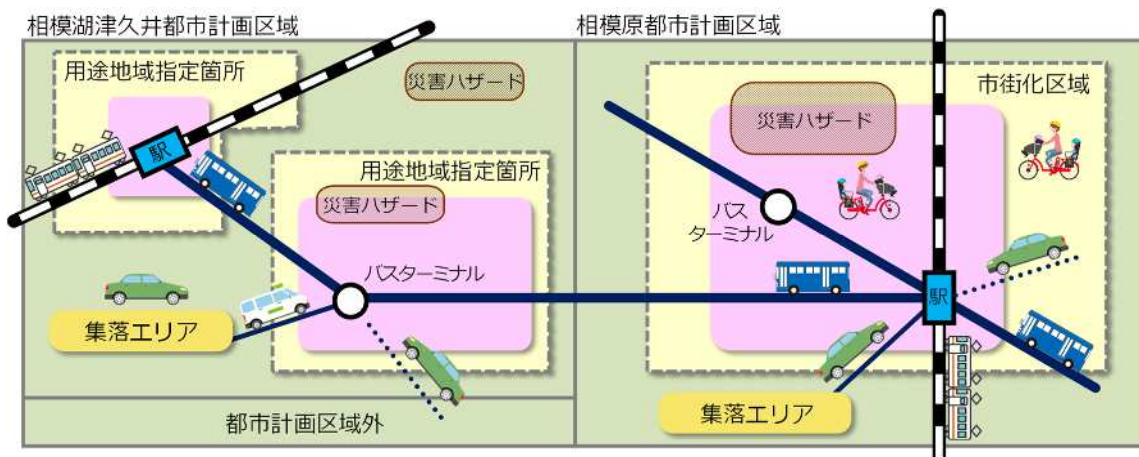 相模湖津久井都市計画区域
相模原都市計画区域
用途地域指定箇所
災害ハザード
駅
用途地域指定箇所
災害ハザード
バスターミナル
集落エリア
都市計画区域外
市街化区域
災害ハザード
バス
ターミナル
駅
集落エリア